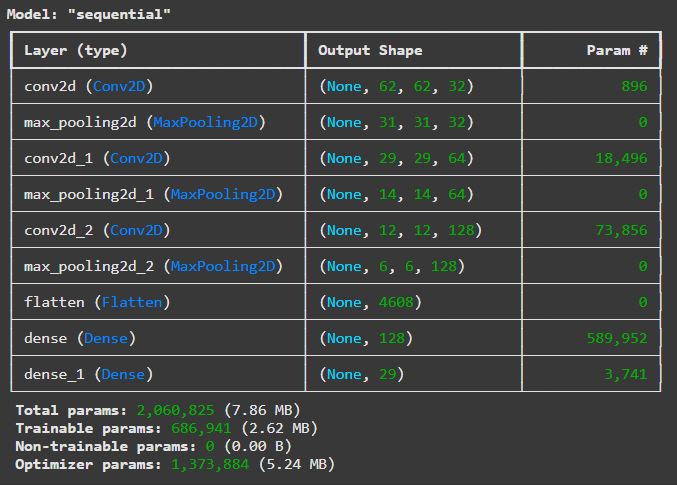 Model: "sequential"
Layer (type) Output Shape Param #
conv2d (Conv2D) (None, 62, 62, 32) 896
max_pooling2d (MaxPooling2D) (None, 31, 31, 32) 0
conv2d_1 (Conv2D) (None, 29, 29, 64) 18,496
max_pooling2d_1 (MaxPooling2D) (None, 14, 14, 64) 0
conv2d_2 (Conv2D) (None, 12, 12, 128) 73,856
max_pooling2d_2 (MaxPooling2D) (None, 6, 6, 128) 0
flatten (Flatten) (None, 4608) 0
dense (Dense) (None, 128) 589,952
dense_1 (Dense) (None, 29) 3,741
Total params: 2,060,825 (7.86 MB)
Trainable params: 686,941 (2.62 MB)
Non-trainable params: 0 (0.00 B)
Optimizer params: 1,373,884 (5.24 MB)